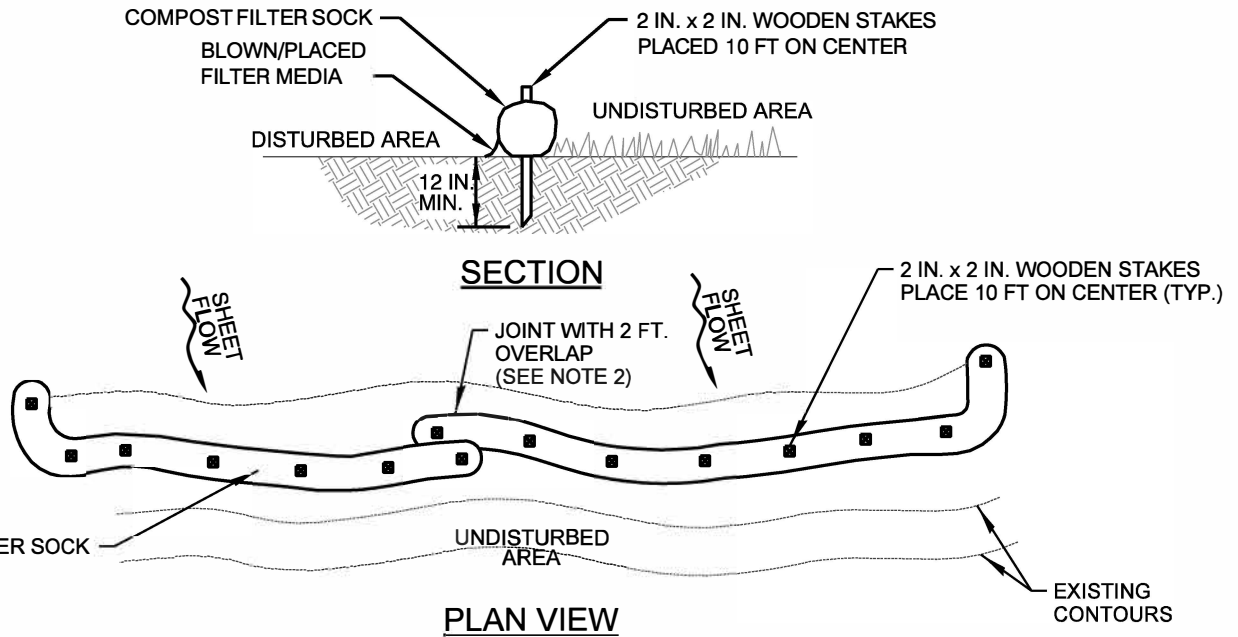 COMPOST FILTER SOCK
2 IN. x 2 IN. WOODEN STAKES
PLACED 10 FT ON CENTER
BLOWN/PLACED
FILTER MEDIA
UNDISTURBED AREA
DISTURBED AREA
12 IN.
MIN.
SECTION
2 IN. x 2 IN. WOODEN STAKES
PLACE 10 FT ON CENTER (TYP.)
SHEET
FLOW
JOINT WITH 2 FT.
OVERLAP
(SEE NOTE 2)
SHEET
FLOW
ER SOCK
UNDISTURBED
AREA
EXISTING
CONTOURS
PLAN VIEW